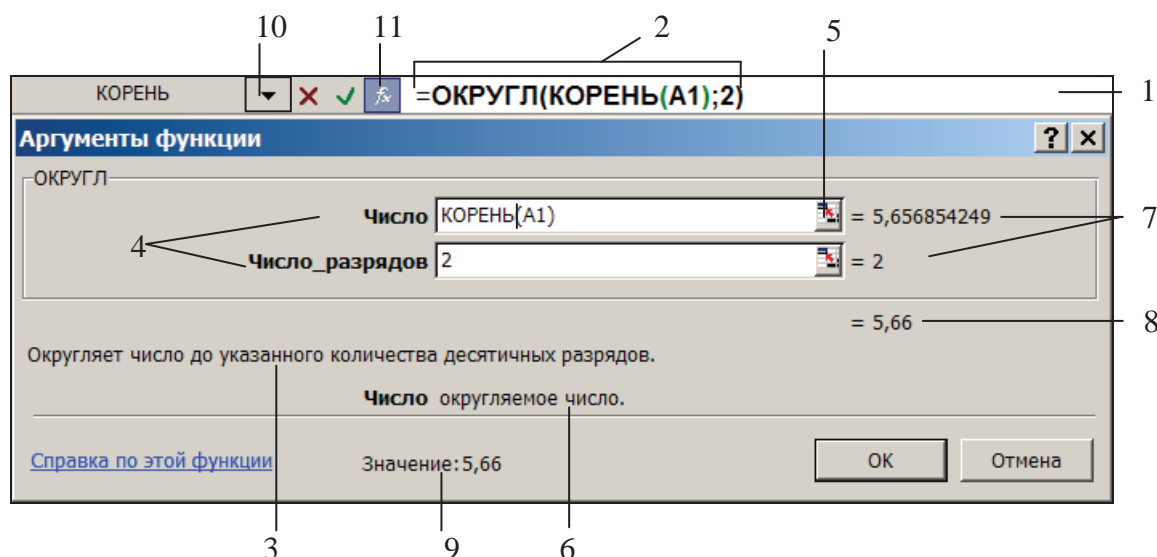 10 11 2 5
КОРЕНЬ fx =ОКРУГЛ(КОРЕНЬ(A1);2) 1
Аргументы функции ? ×
ОКРУГЛ
Число КОРЕНЬ(A1) = 5,656854249 7
4
Число_разрядов 2 = 2
= 5,66 8
Округляет число до указанного количества десятичных разрядов.
Число округляемое число.
Справка по этой функции Значение:5,66 ОК Отмена
3 9 6